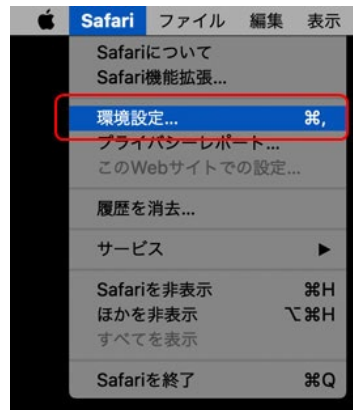 Safari ファイル 編集 表示
Safariについて
Safari機能拡張...
環境設定... ⌘,
プライバシーレポート...
このWebサイトでの設定...
履歴を消去...
サービス ▶
Safariを非表示 ⌘H
ほかを非表示 ⌥⌘H
すべてを表示
Safariを終了 ⌘Q